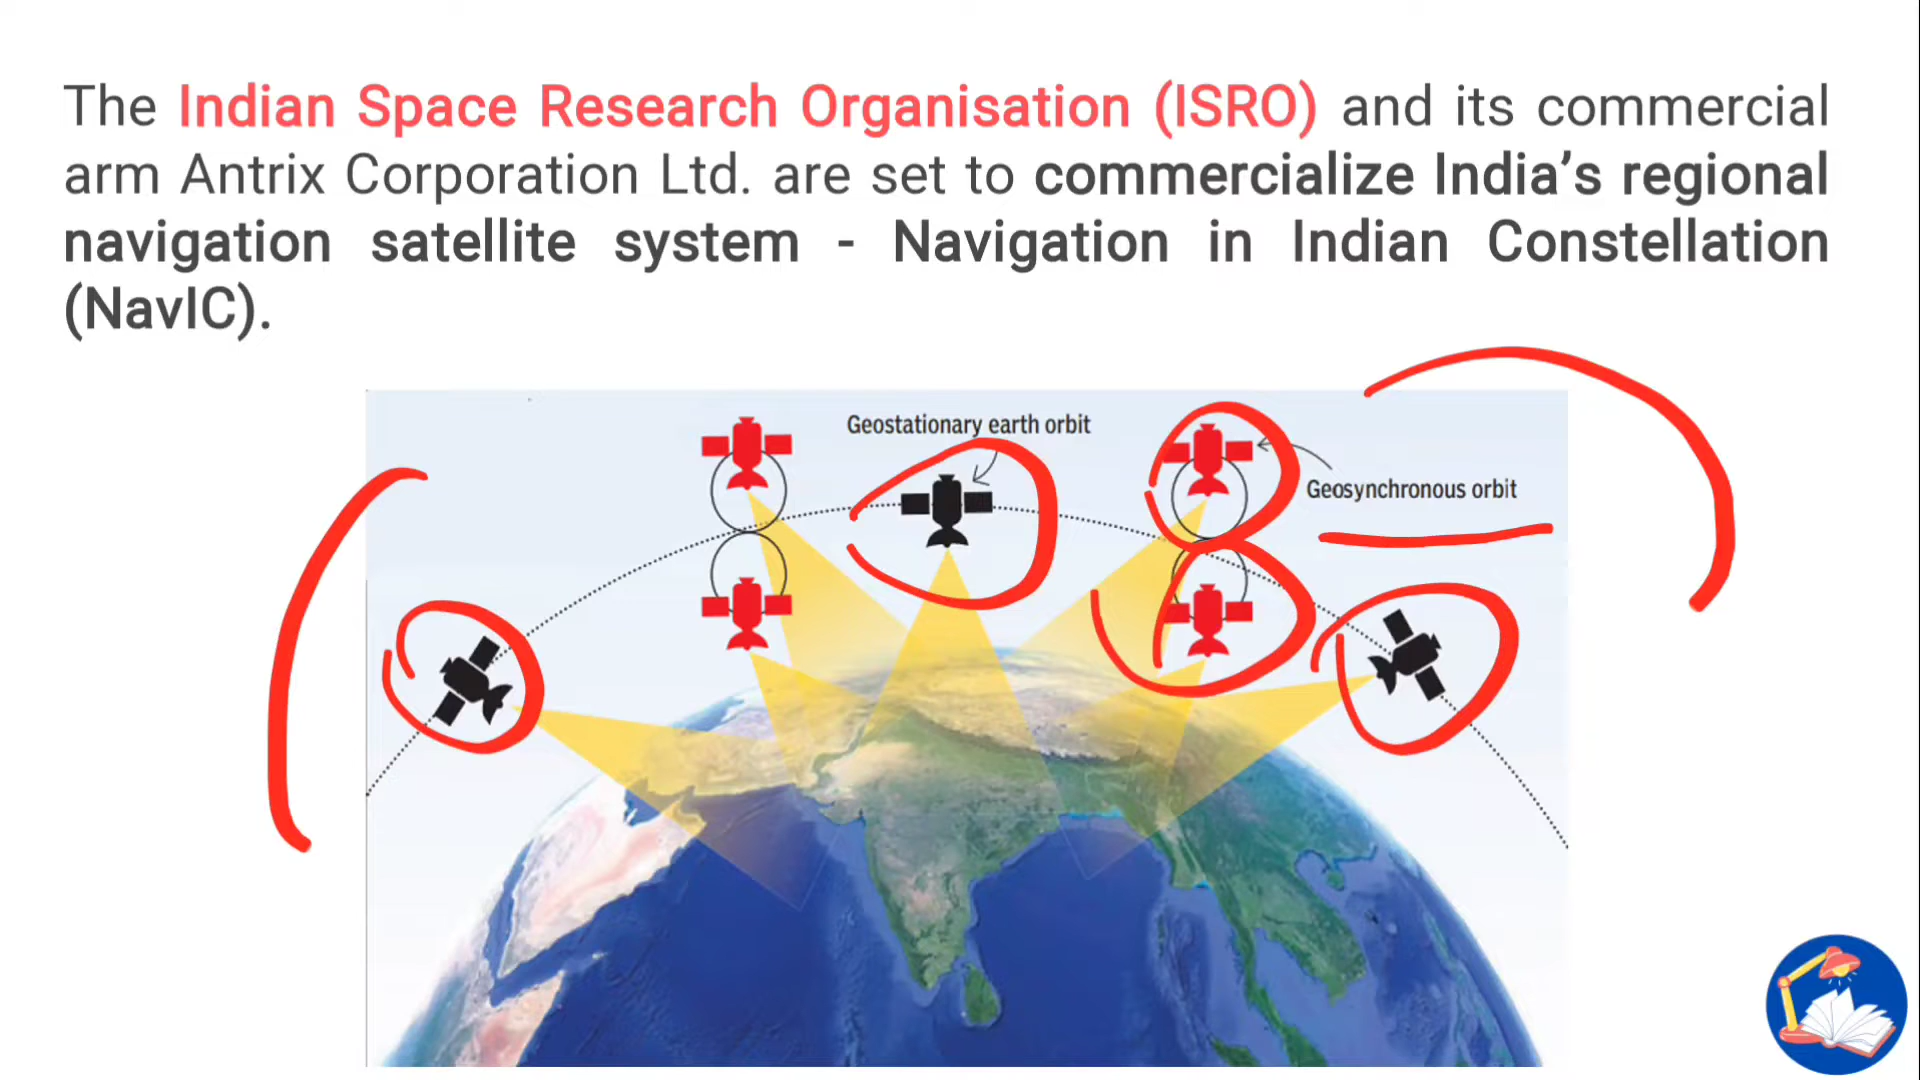 The Indian Space Research Organisation (ISRO) and its commercial
arm Antrix Corporation Ltd. are set to commercialize India’s regional
navigation satellite system - Navigation in Indian Constellation
(NavIC).
Geostationary earth orbit
Geosynchronous orbit